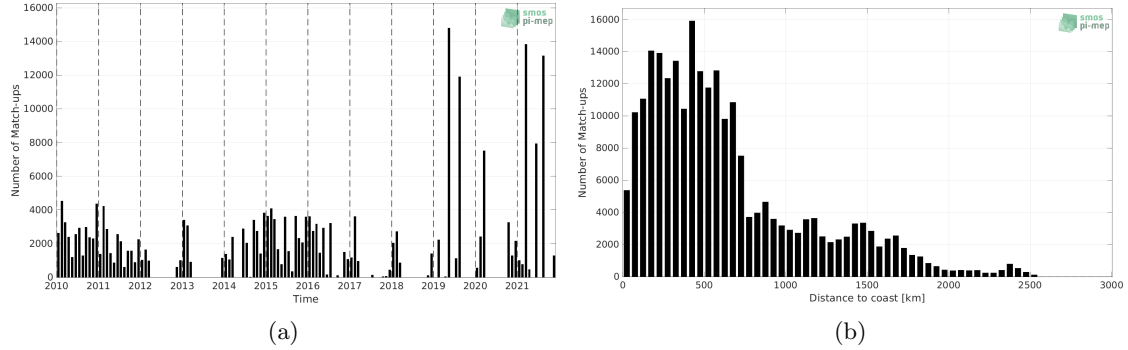 smos
pi-mep
16000
14000
12000
10000
8000
6000
4000
2000
0
Number of Match-ups
2010 2011 2012 2013 2014 2015 2016 2017 2018 2019 2020 2021
Time
(a)
smos
pi-mep
16000
14000
12000
10000
8000
6000
4000
2000
0
Number of Match-ups
0 500 1000 1500 2000 2500 3000
Distance to coast [km]
(b)